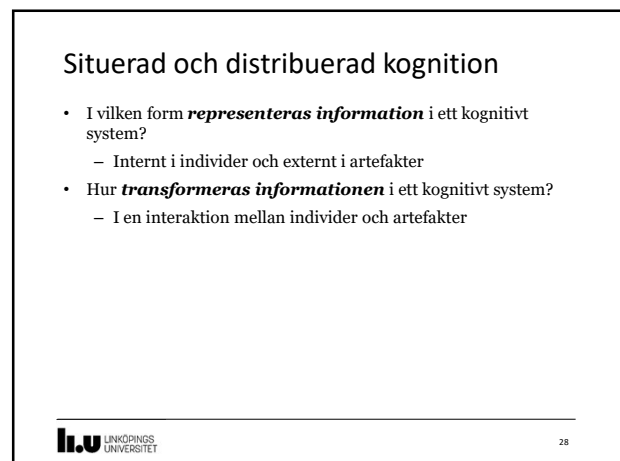 Situerad och distribuerad kognition
• I vilken form representeras information i ett kognitivt
system?
– Internt i individer och externt i artefakter
• Hur transformeras informationen i ett kognitivt system?
– I en interaktion mellan individer och artefakter
li.u LINKÖPINGS
UNIVERSITET
28